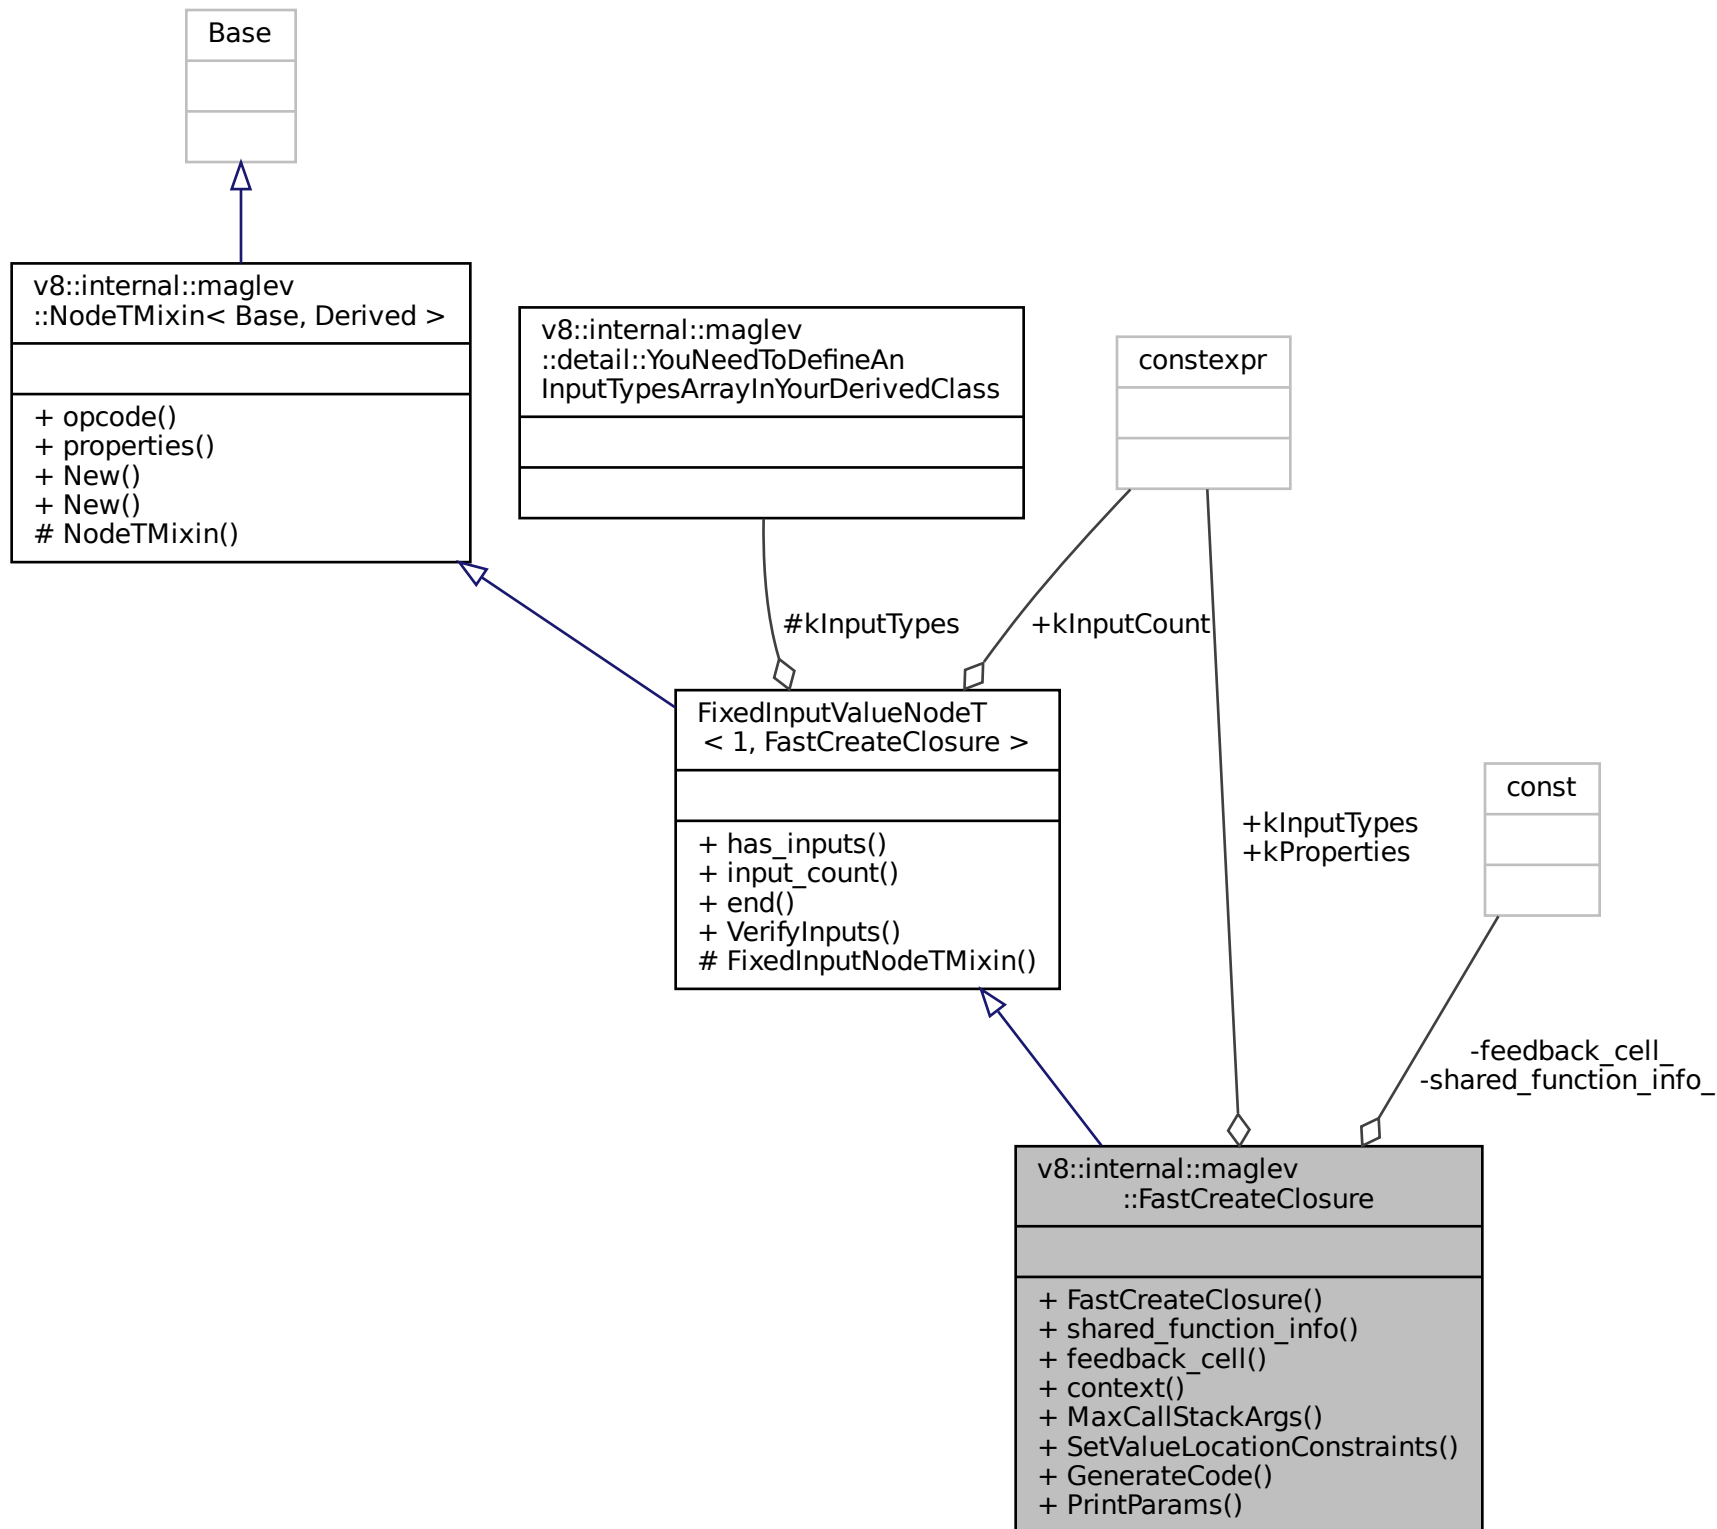 Base
v8::internal::maglev
::NodeTMixin< Base, Derived >
+ opcode()
+ properties()
+ New()
+ New()
# NodeTMixin()
v8::internal::maglev
::detail::YouNeedToDefineAn
InputTypesArrayInYourDerivedClass
constexpr
#kInputTypes
+kInputCount
FixedInputValueNodeT
< 1, FastCreateClosure >
+ has_inputs()
+ input_count()
+ end()
+ VerifyInputs()
# FixedInputNodeTMixin()
+kInputTypes
+kProperties
const
-feedback_cell_
-shared_function_info_
v8::internal::maglev
::FastCreateClosure
+ FastCreateClosure()
+ shared_function_info()
+ feedback_cell()
+ context()
+ MaxCallStackArgs()
+ SetValueLocationConstraints()
+ GenerateCode()
+ PrintParams()